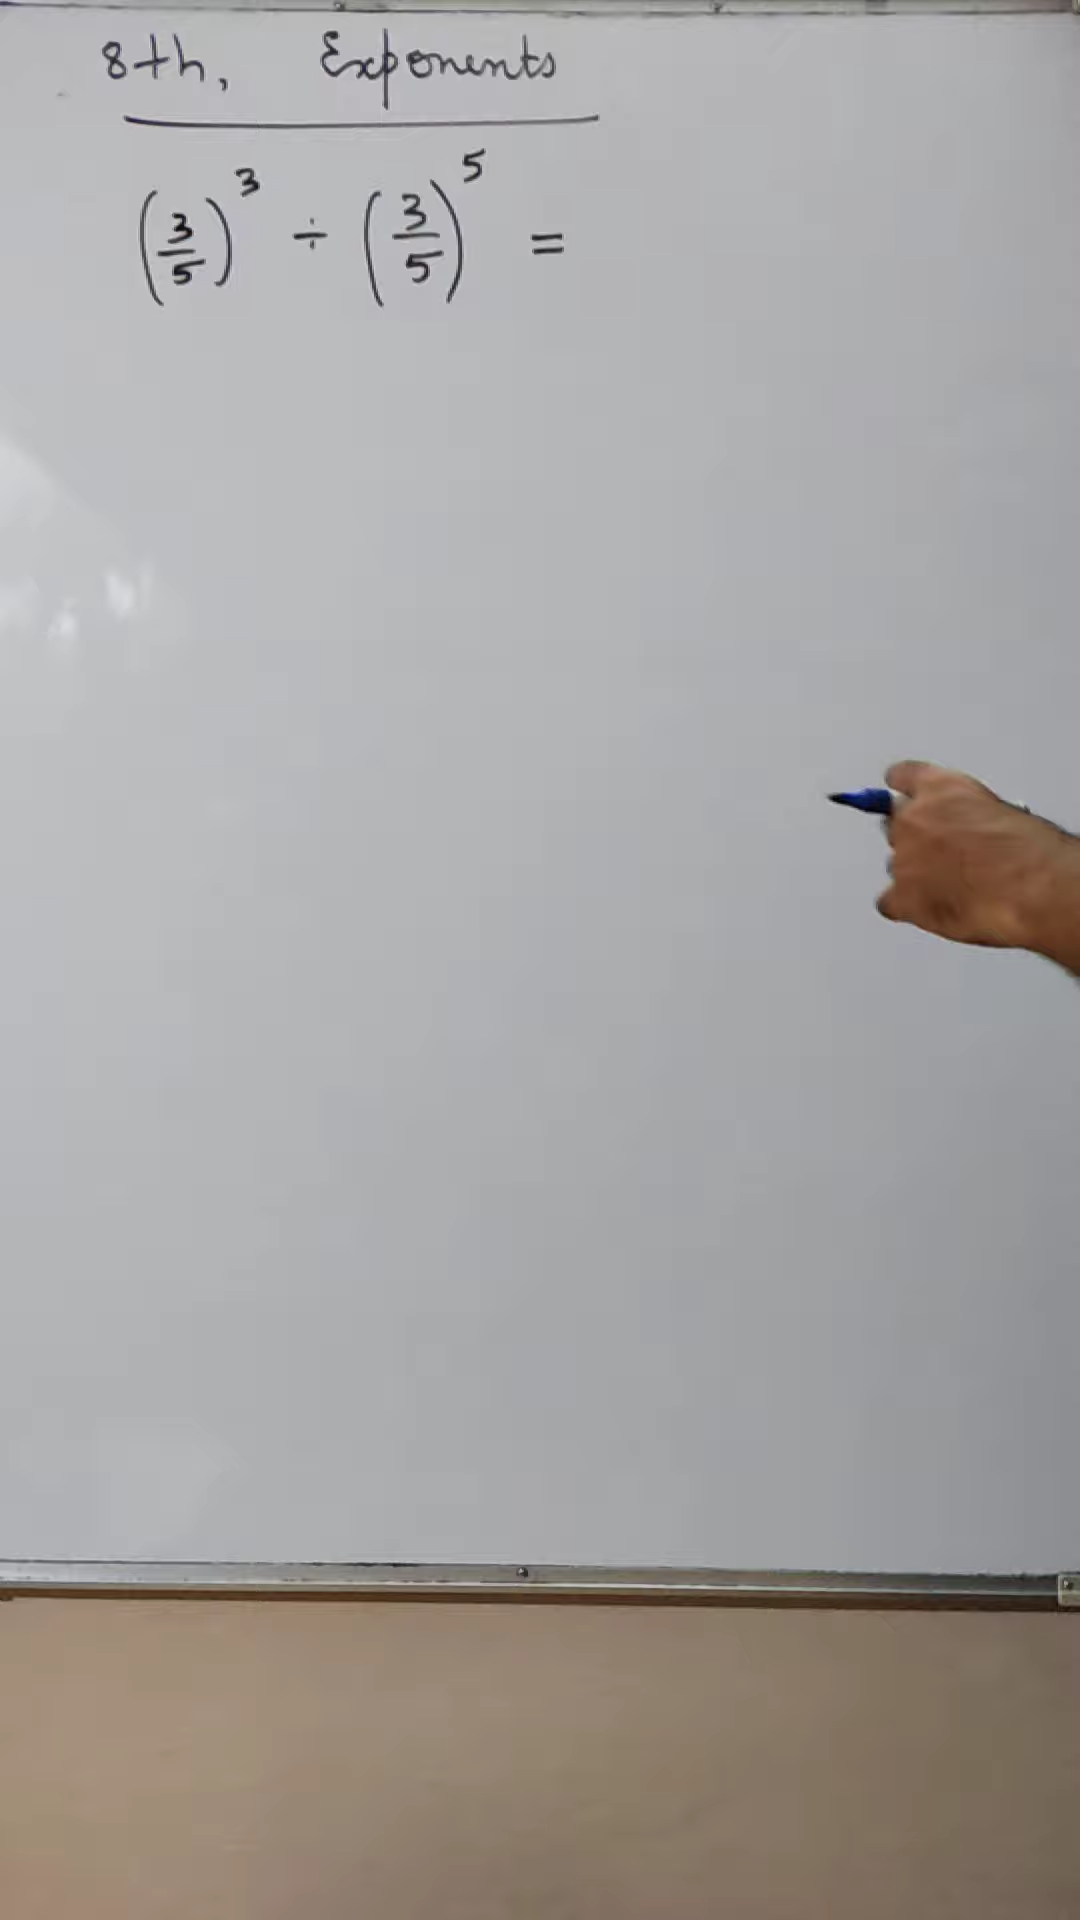 8th, Exponents
(3/5)^3 ÷ (3/5)^5 =